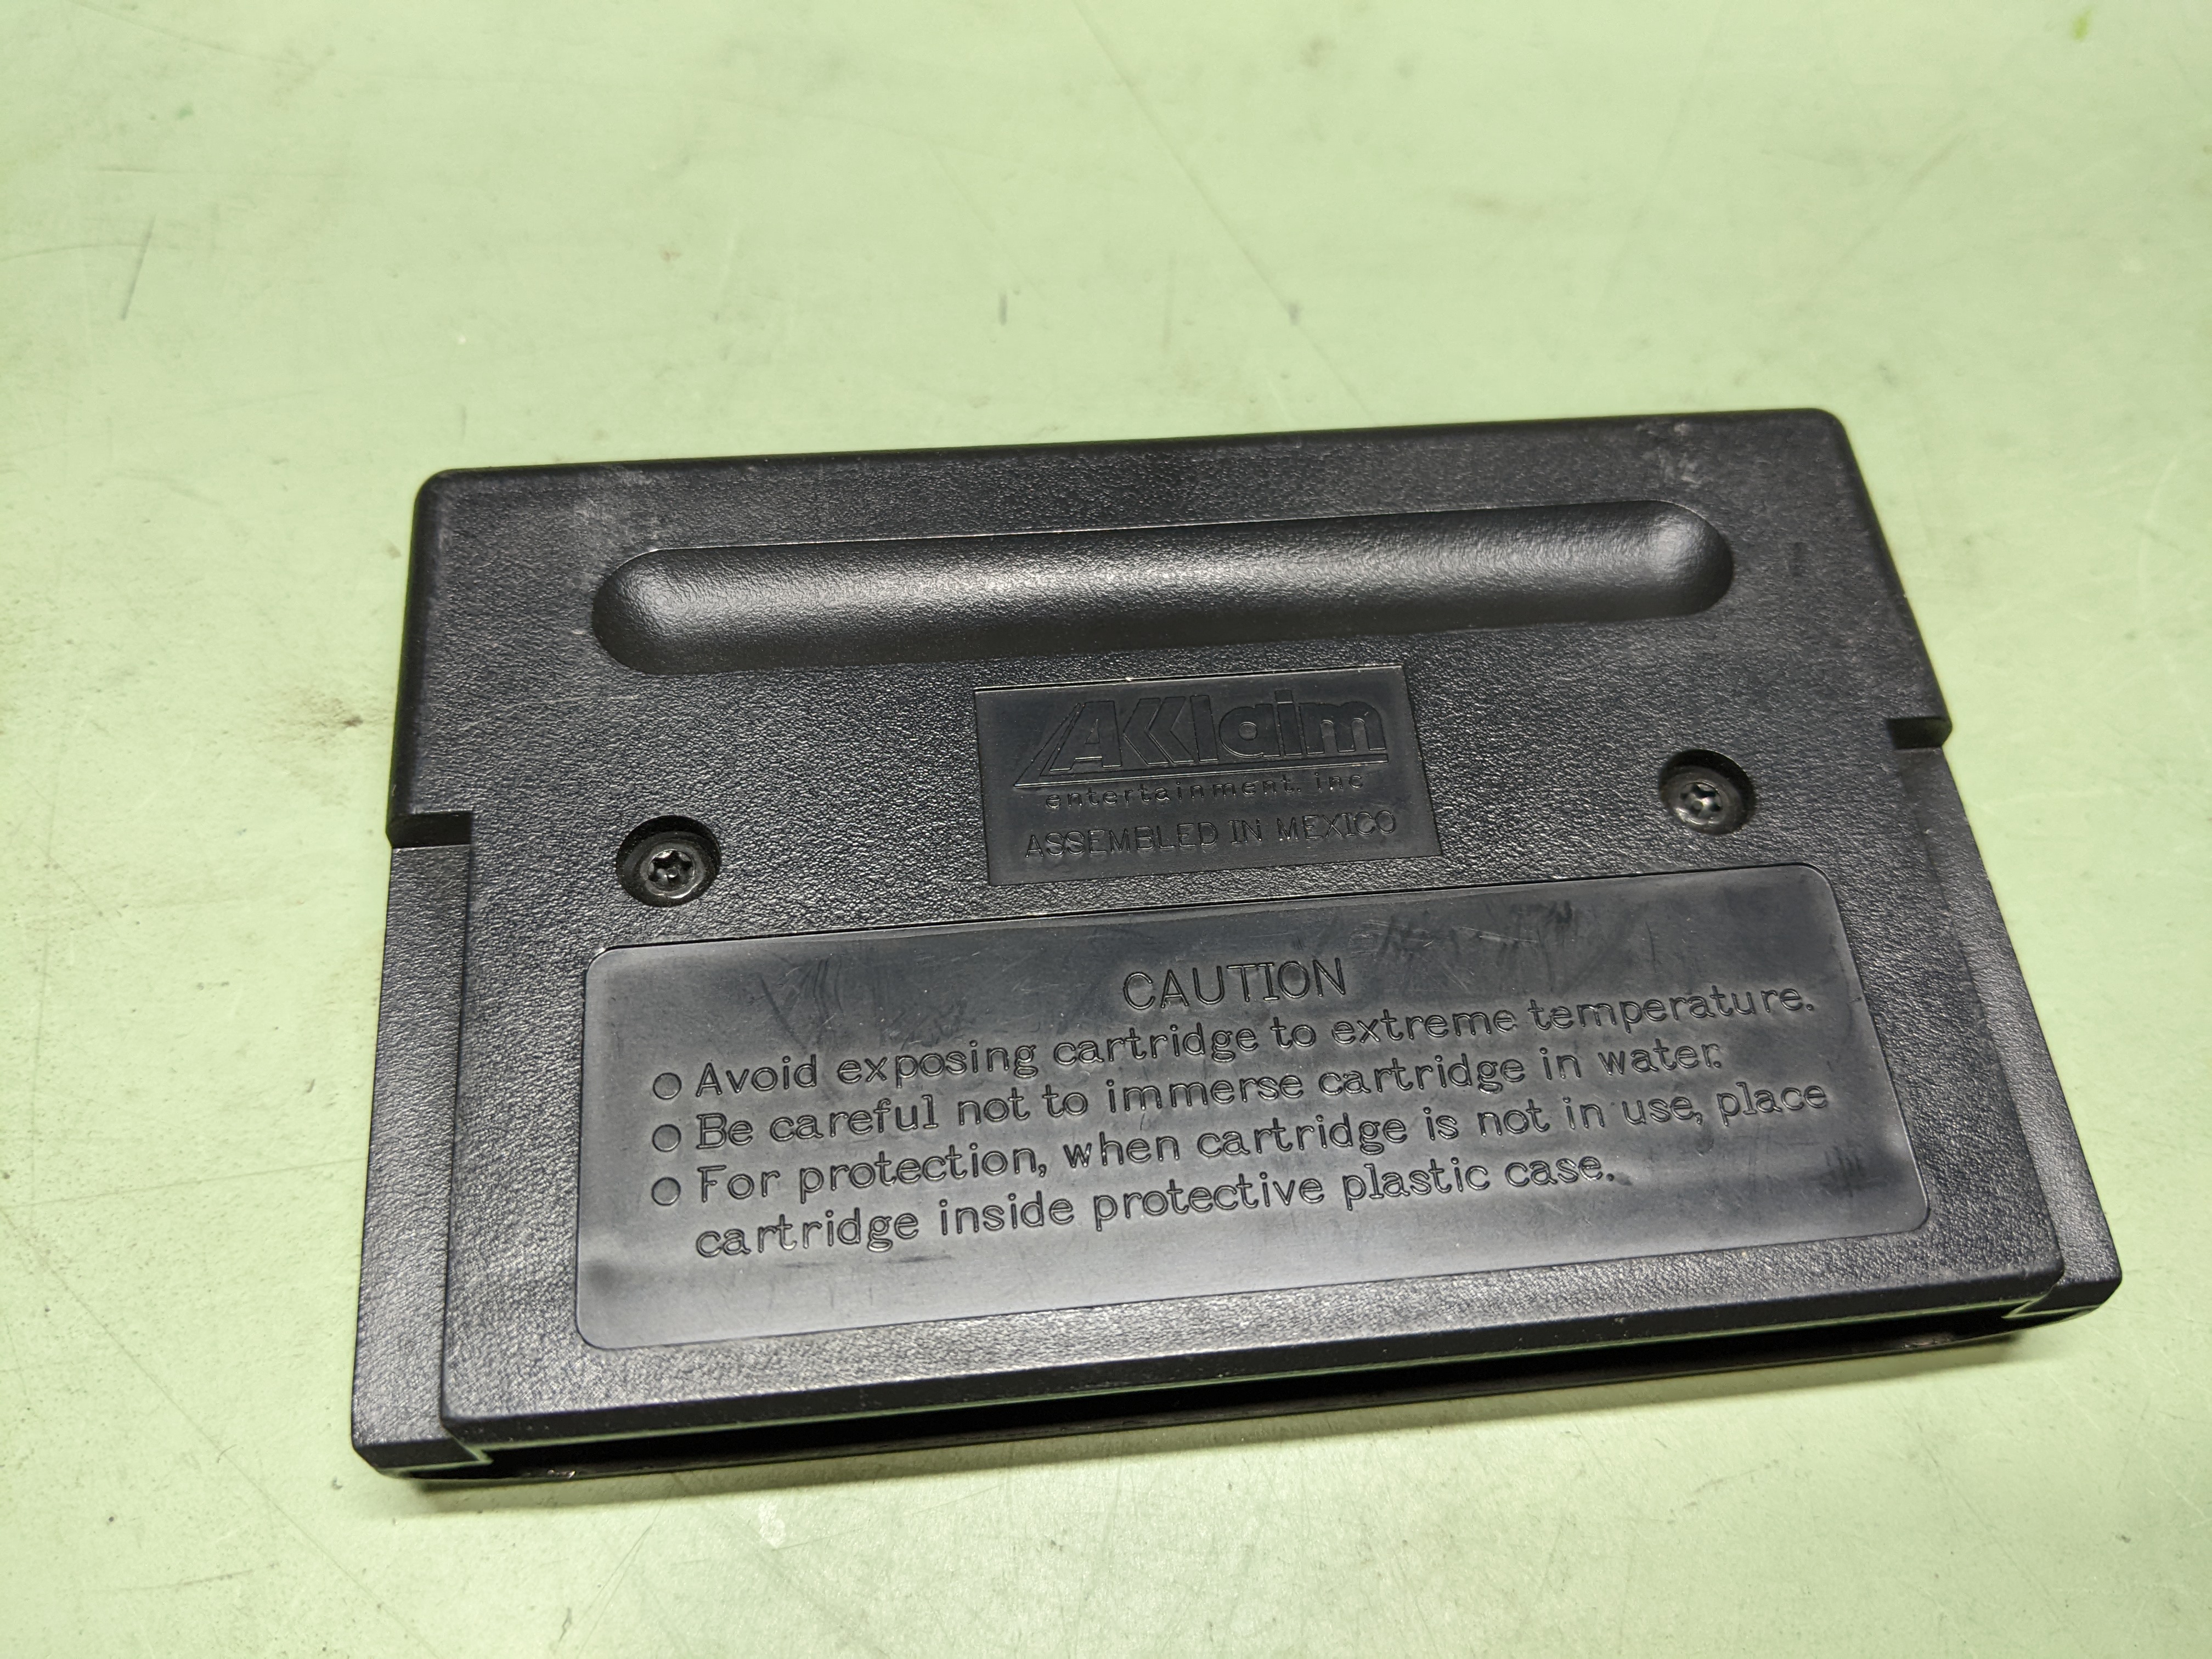 AKKlaim
entertainment, inc
ASSEMBLED IN MEXICO
CAUTION
○ Avoid exposing cartridge to extreme temperature.
○ Be careful not to immerse cartridge in water.
○ For protection, when cartridge is not in use, place
cartridge inside protective plastic case.